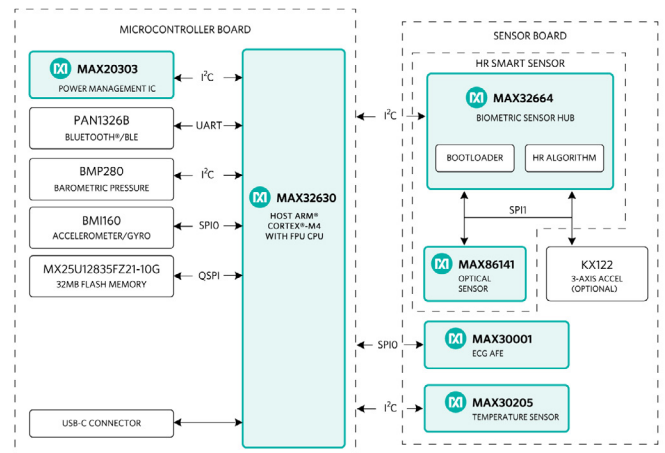 MICROCONTROLLER BOARD
MAX20303
POWER MANAGEMENT IC
I²C
PAN1326B
BLUETOOTH®/BLE
UART
BMP280
BAROMETRIC PRESSURE
I²C
BMI160
ACCELEROMETER/GYRO
SPI0
MX25U12835FZ21-10G
32MB FLASH MEMORY
QSPI
USB-C CONNECTOR
MAX32630
HOST ARM®
CORTEX®-M4
WITH FPU CPU
I²C
SPI0
I²C
SENSOR BOARD
HR SMART SENSOR
MAX32664
BIOMETRIC SENSOR HUB
BOOTLOADER
HR ALGORITHM
SPI1
MAX86141
OPTICAL
SENSOR
KX122
3-AXIS ACCEL
(OPTIONAL)
MAX30001
ECG AFE
MAX30205
TEMPERATURE SENSOR